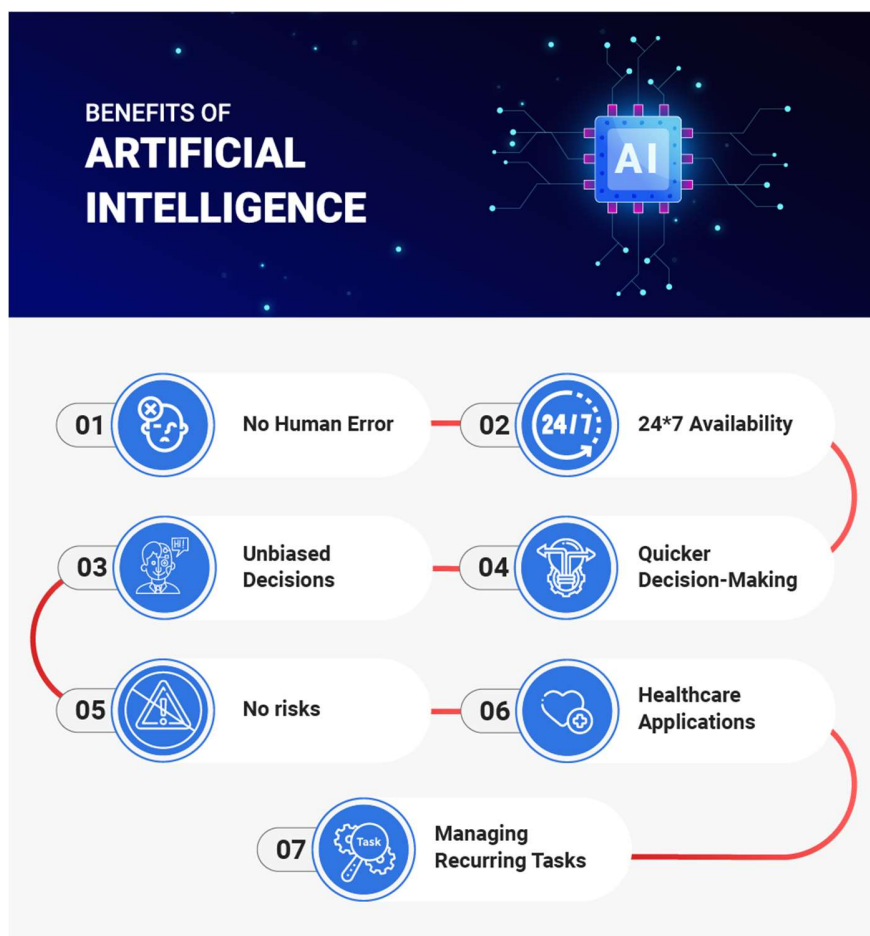 BENEFITS OF
ARTIFICIAL
INTELLIGENCE
AI
01
No Human Error
02
24/7
24*7 Availability
03
HI!
Unbiased
Decisions
04
Quicker
Decision-Making
05
!
No risks
06
Healthcare
Applications
07
Task
Managing
Recurring Tasks